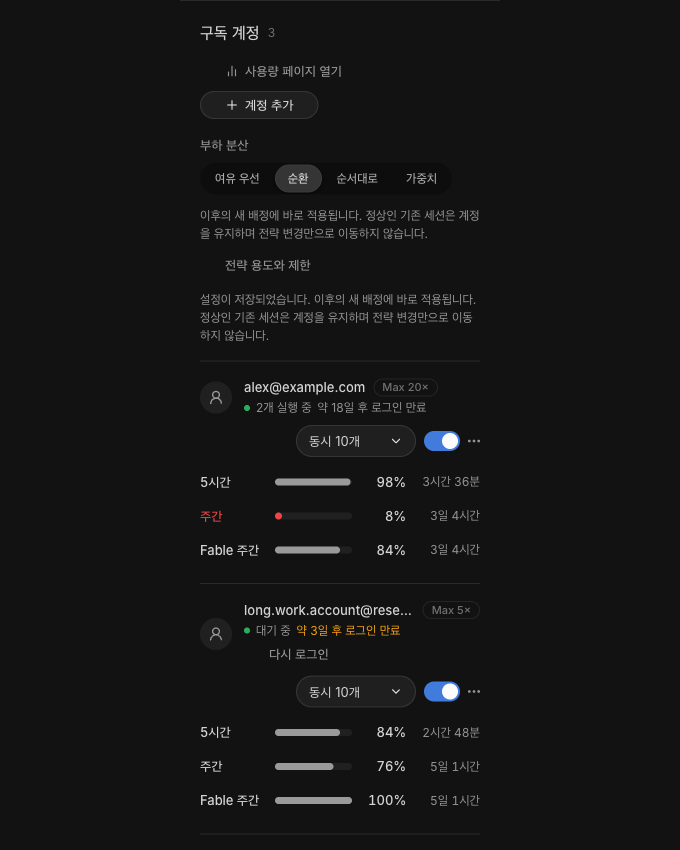 구독 계정 3
사용량 페이지 열기
+ 계정 추가
부하 분산
여유 우선 순환 순서대로 가중치
이후의 새 배정에 바로 적용됩니다. 정상인 기존 세션은 계정
을 유지하며 전략 변경만으로 이동하지 않습니다.
전략 용도와 제한
설정이 저장되었습니다. 이후의 새 배정에 바로 적용됩니다.
정상인 기존 세션은 계정을 유지하며 전략 변경만으로 이동
하지 않습니다.
alex@example.com Max 20×
2개 실행 중 약 18일 후 로그인 만료
동시 10개
5시간 98% 3시간 36분
주간 8% 3일 4시간
Fable 주간 84% 3일 4시간
long.work.account@rese... Max 5×
대기 중 약 3일 후 로그인 만료
다시 로그인
동시 10개
5시간 84% 2시간 48분
주간 76% 5일 1시간
Fable 주간 100% 5일 1시간